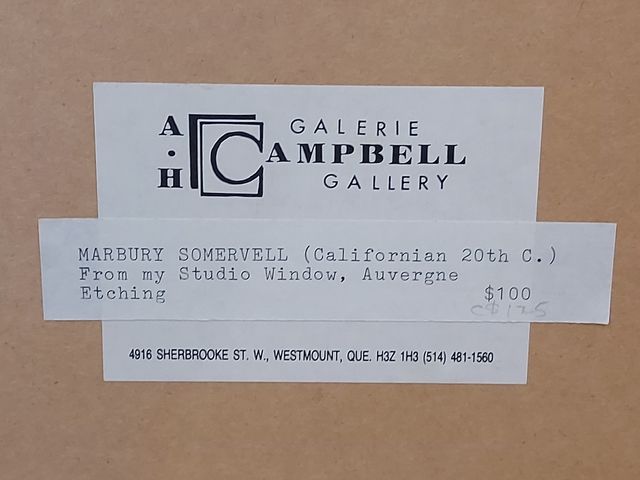 A·H GALERIE
CAMPBELL
GALLERY
MARBURY SOMERVELL (Californian 20th C.)
From my Studio Window, Auvergne
Etching $100
C$125
4916 SHERBROOKE ST. W., WESTMOUNT, QUE. H3Z 1H3 (514) 481-1560